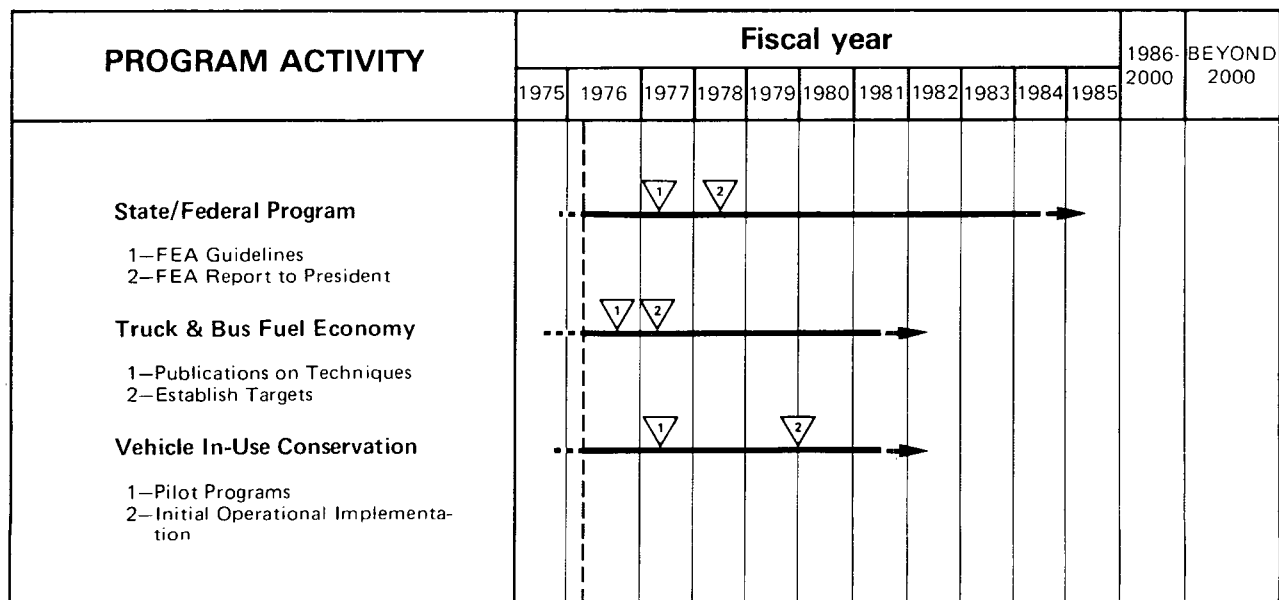 PROGRAM ACTIVITY
Fiscal year
1986-
2000
BEYOND
2000
1975 1976 1977 1978 1979 1980 1981 1982 1983 1984 1985
State/Federal Program
1 2
1—FEA Guidelines
2—FEA Report to President
Truck & Bus Fuel Economy
1 2
1—Publications on Techniques
2—Establish Targets
Vehicle In-Use Conservation
1 2
1—Pilot Programs
2—Initial Operational Implementa-
tion